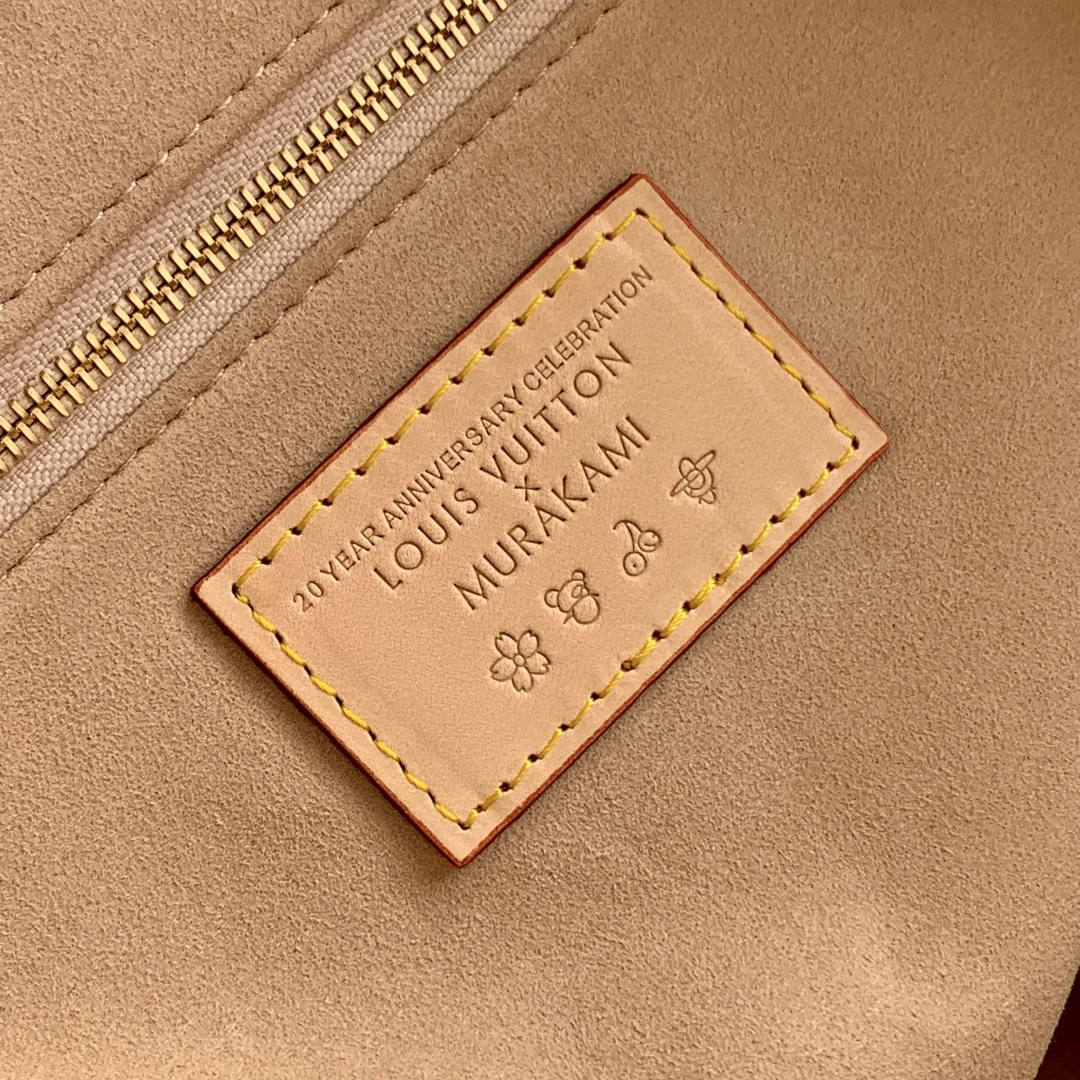 20 YEAR ANNIVERSARY CELEBRATION
LOUIS VUITTON
X
MURAKAMI